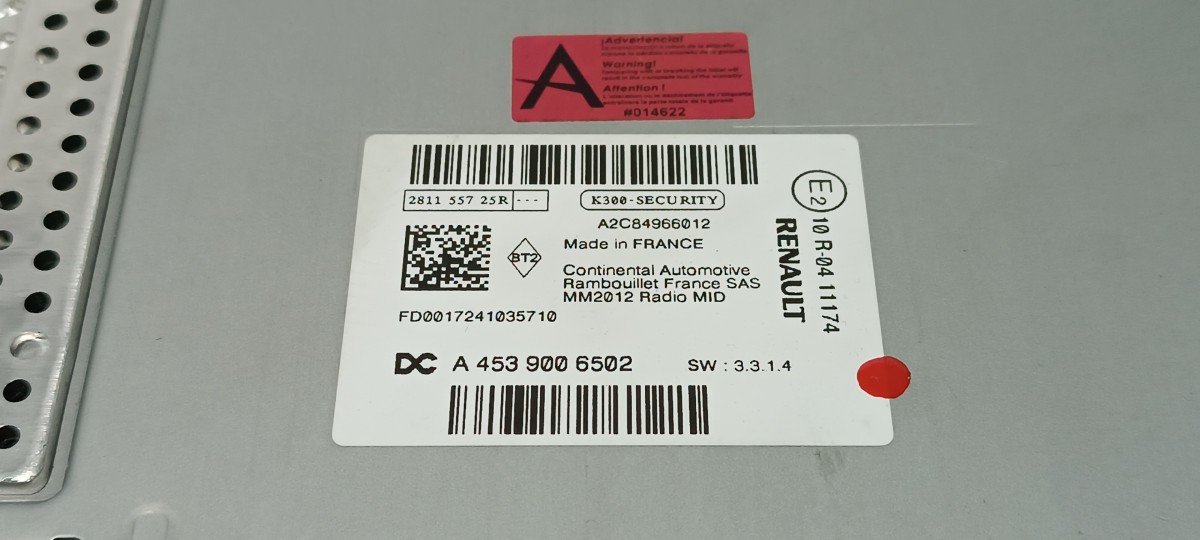 A
¡Advertencia!
Warning!
Attention !
#014622
2811 557 25R ---
K300-SECURITY
A2C84966012
Made in FRANCE
BT2
Continental Automotive
Rambouillet France SAS
MM2012 Radio MID
FD0017241035710
DC A 453 900 6502
SW : 3.3.1.4
E2
10 R-04 11174
RENAULT